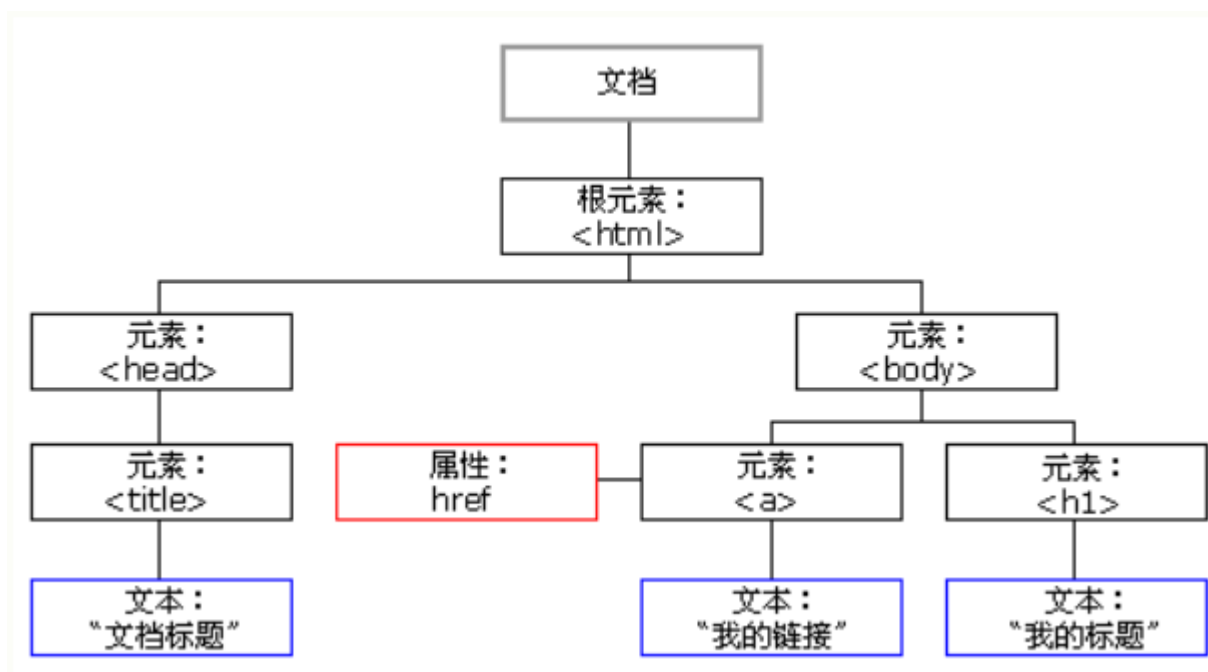 文档
根元素：
<html>
元素：
<head>
元素：
<body>
元素：
<title>
属性：
href
元素：
<a>
元素：
<h1>
文本：
“文档标题”
文本：
“我的链接”
文本：
“我的标题”